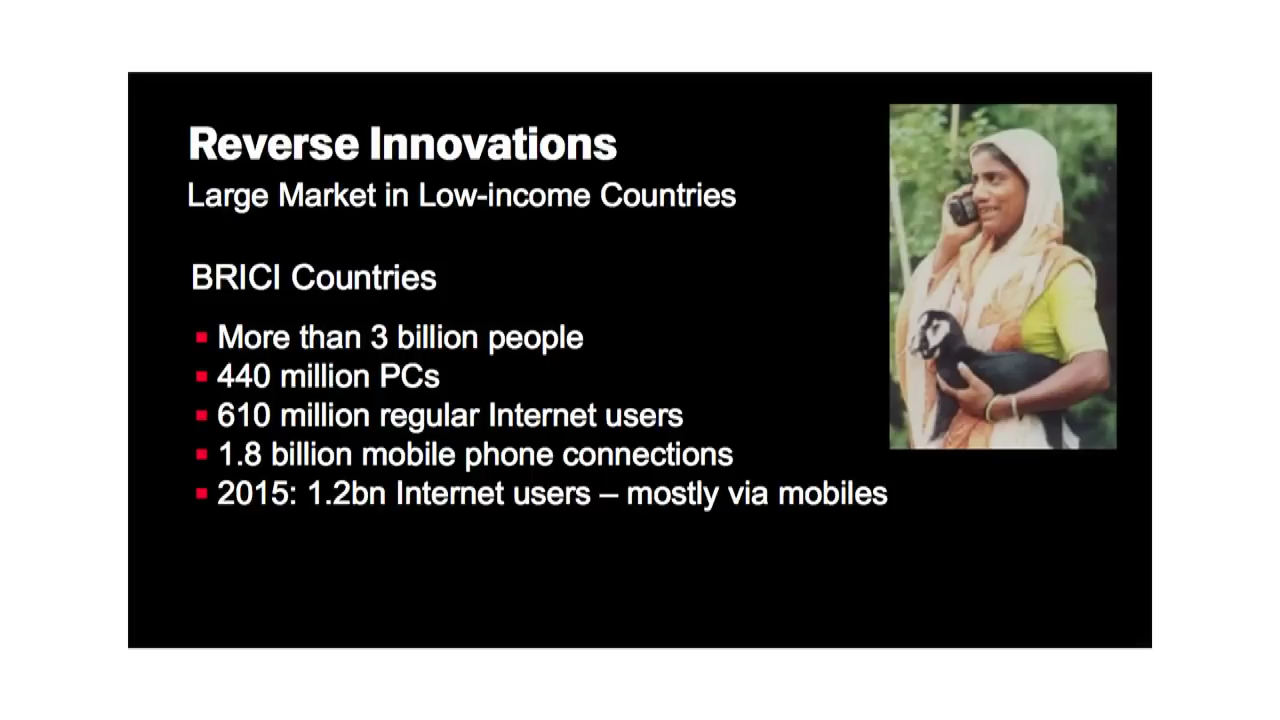 Reverse Innovations
Large Market in Low-income Countries
BRICI Countries
More than 3 billion people
440 million PCs
610 million regular Internet users
1.8 billion mobile phone connections
2015: 1.2bn Internet users – mostly via mobiles